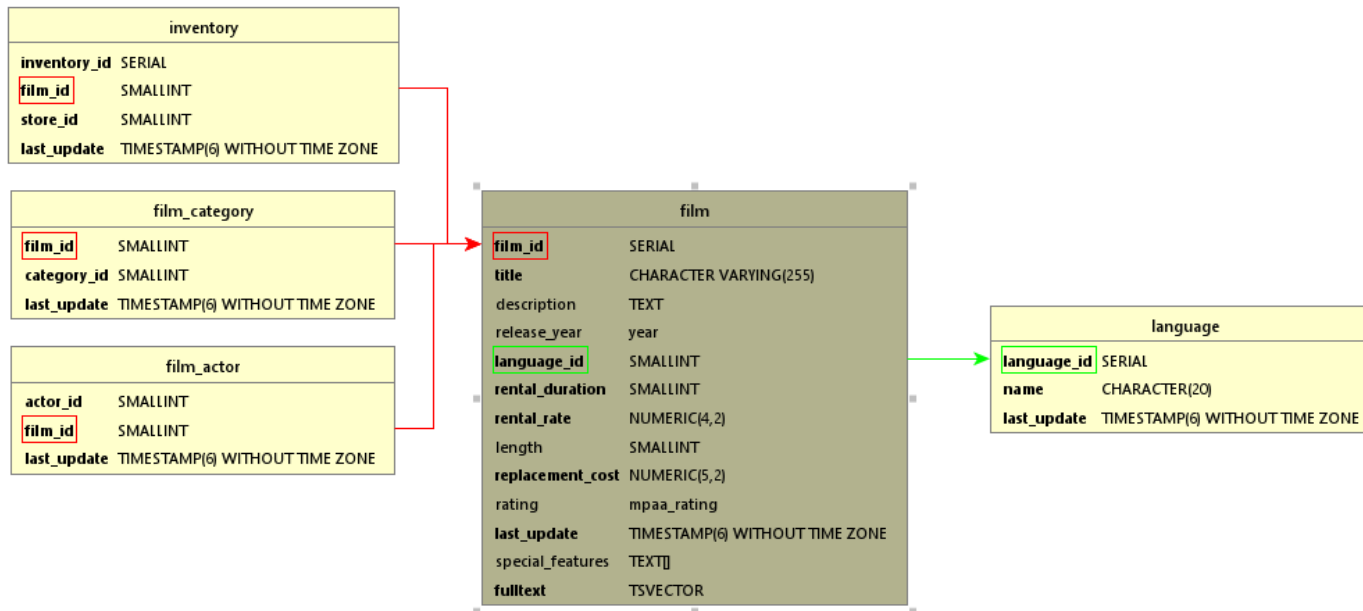 inventory
inventory_id SERIAL
film_id SMALLINT
store_id SMALLINT
last_update TIMESTAMP(6) WITHOUT TIME ZONE
film_category
film_id SMALLINT
category_id SMALLINT
last_update TIMESTAMP(6) WITHOUT TIME ZONE
film_actor
actor_id SMALLINT
film_id SMALLINT
last_update TIMESTAMP(6) WITHOUT TIME ZONE
film
film_id SERIAL
title CHARACTER VARYING(255)
description TEXT
release_year year
language_id SMALLINT
rental_duration SMALLINT
rental_rate NUMERIC(4,2)
length SMALLINT
replacement_cost NUMERIC(5,2)
rating mpaa_rating
last_update TIMESTAMP(6) WITHOUT TIME ZONE
special_features TEXT[]
fulltext TSVECTOR
language
language_id SERIAL
name CHARACTER(20)
last_update TIMESTAMP(6) WITHOUT TIME ZONE